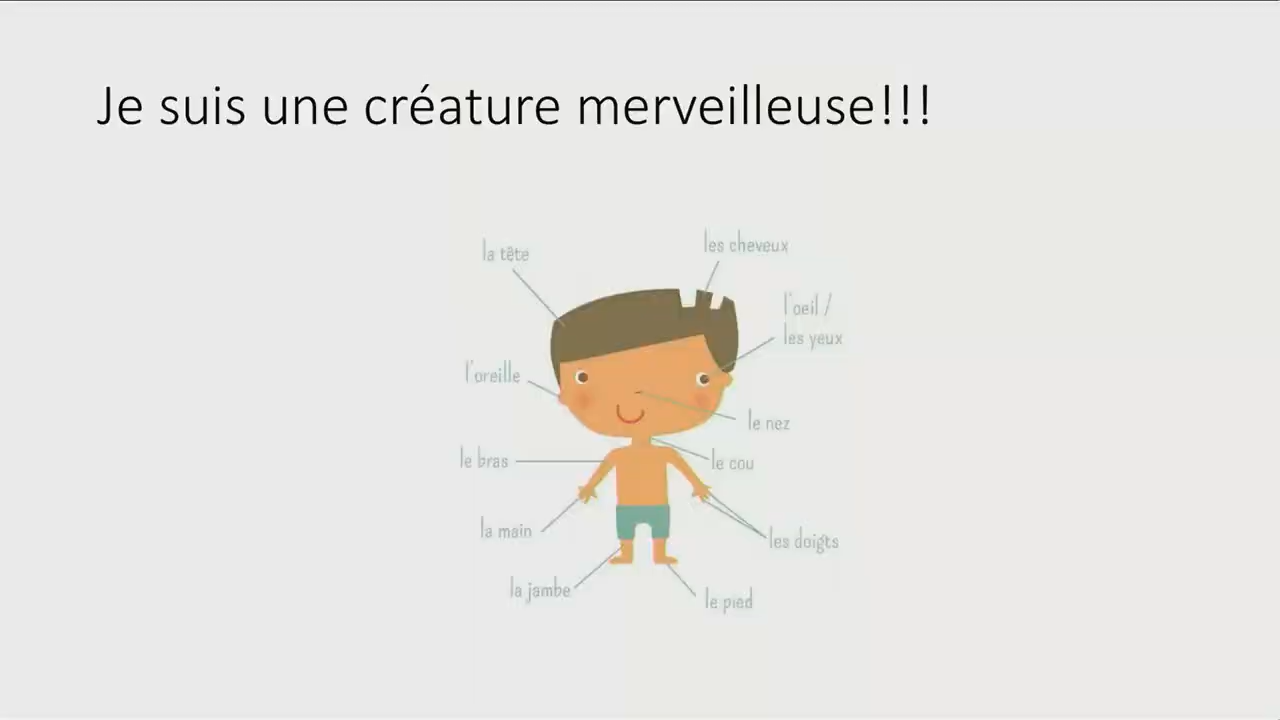 Je suis une créature merveilleuse!!!
la tête
les cheveux
l'oeil /
les yeux
l'oreille
le nez
le bras
le cou
la main
les doigts
la jambe
le pied